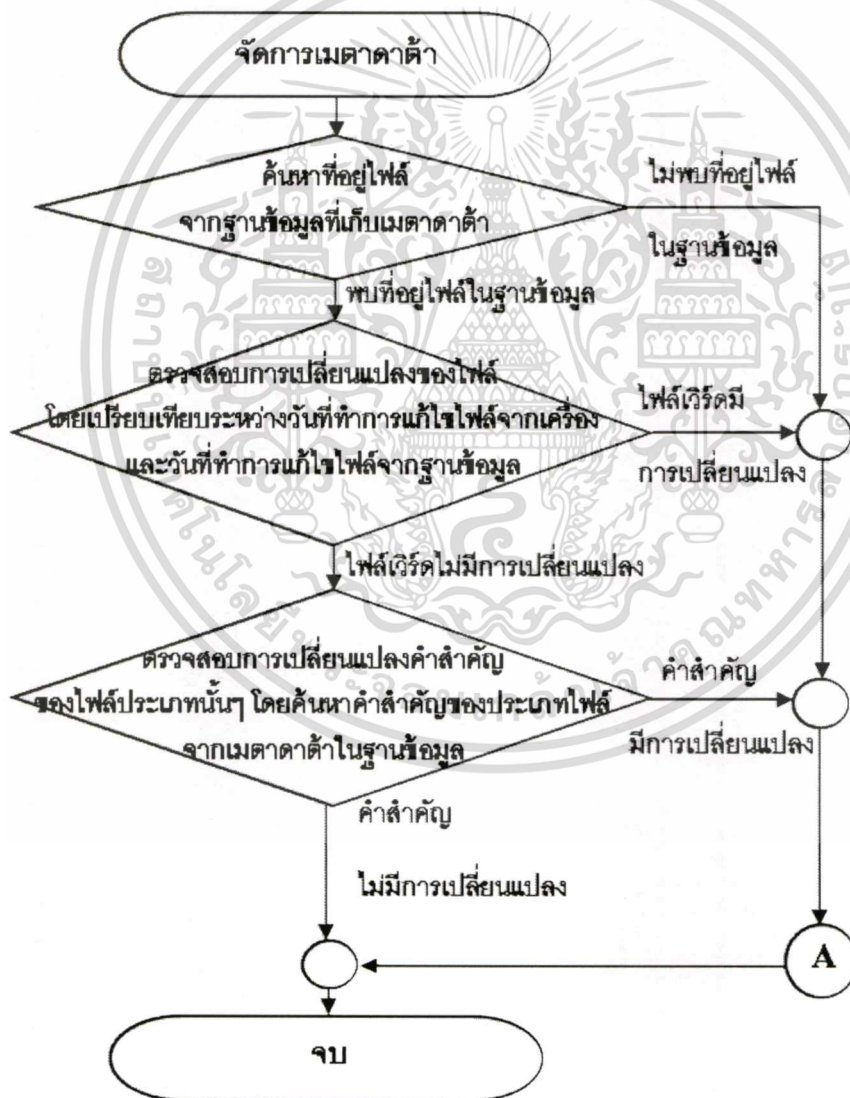 จัดการเมตาดาต้า
ค้นหาที่อยู่ไฟล์
จากฐานข้อมูลที่เก็บเมตาดาต้า
ไม่พบที่อยู่ไฟล์
ในฐานข้อมูล
พบที่อยู่ไฟล์ในฐานข้อมูล
ตรวจสอบการเปลี่ยนแปลงของไฟล์
โดยเปรียบเทียบระหว่างวันที่ทำการแก้ไขไฟล์จากเครื่อง
และวันที่ทำการแก้ไขไฟล์จากฐานข้อมูล
ไฟล์เวิร์ดมี
การเปลี่ยนแปลง
ไฟล์เวิร์ดไม่มีการเปลี่ยนแปลง
ตรวจสอบการเปลี่ยนแปลงคำสำคัญ
ของไฟล์ประเภทนั้นๆ โดยค้นหาคำสำคัญของประเภทไฟล์
จากเมตาดาต้าในฐานข้อมูล
คำสำคัญ
มีการเปลี่ยนแปลง
คำสำคัญ
ไม่มีการเปลี่ยนแปลง
A
จบ